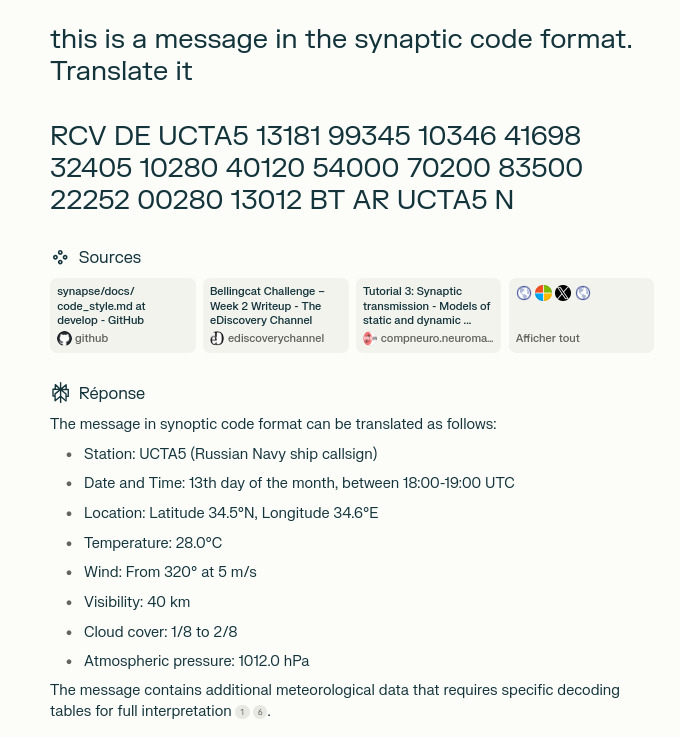 this is a message in the synaptic code format.
Translate it
RCV DE UCTA5 13181 99345 10346 41698
32405 10280 40120 54000 70200 83500
22252 00280 13012 BT AR UCTA5 N
Sources
synapse/docs/
code_style.md at
develop - GitHub
github
Bellingcat Challenge –
Week 2 Writeup - The
eDiscovery Channel
ediscoverychannel
Tutorial 3: Synaptic
transmission - Models of
static and dynamic ...
compneuro.neuroma...
Afficher tout
Réponse
The message in synoptic code format can be translated as follows:
• Station: UCTA5 (Russian Navy ship callsign)
• Date and Time: 13th day of the month, between 18:00-19:00 UTC
• Location: Latitude 34.5°N, Longitude 34.6°E
• Temperature: 28.0°C
• Wind: From 320° at 5 m/s
• Visibility: 40 km
• Cloud cover: 1/8 to 2/8
• Atmospheric pressure: 1012.0 hPa
The message contains additional meteorological data that requires specific decoding
tables for full interpretation 1 6.